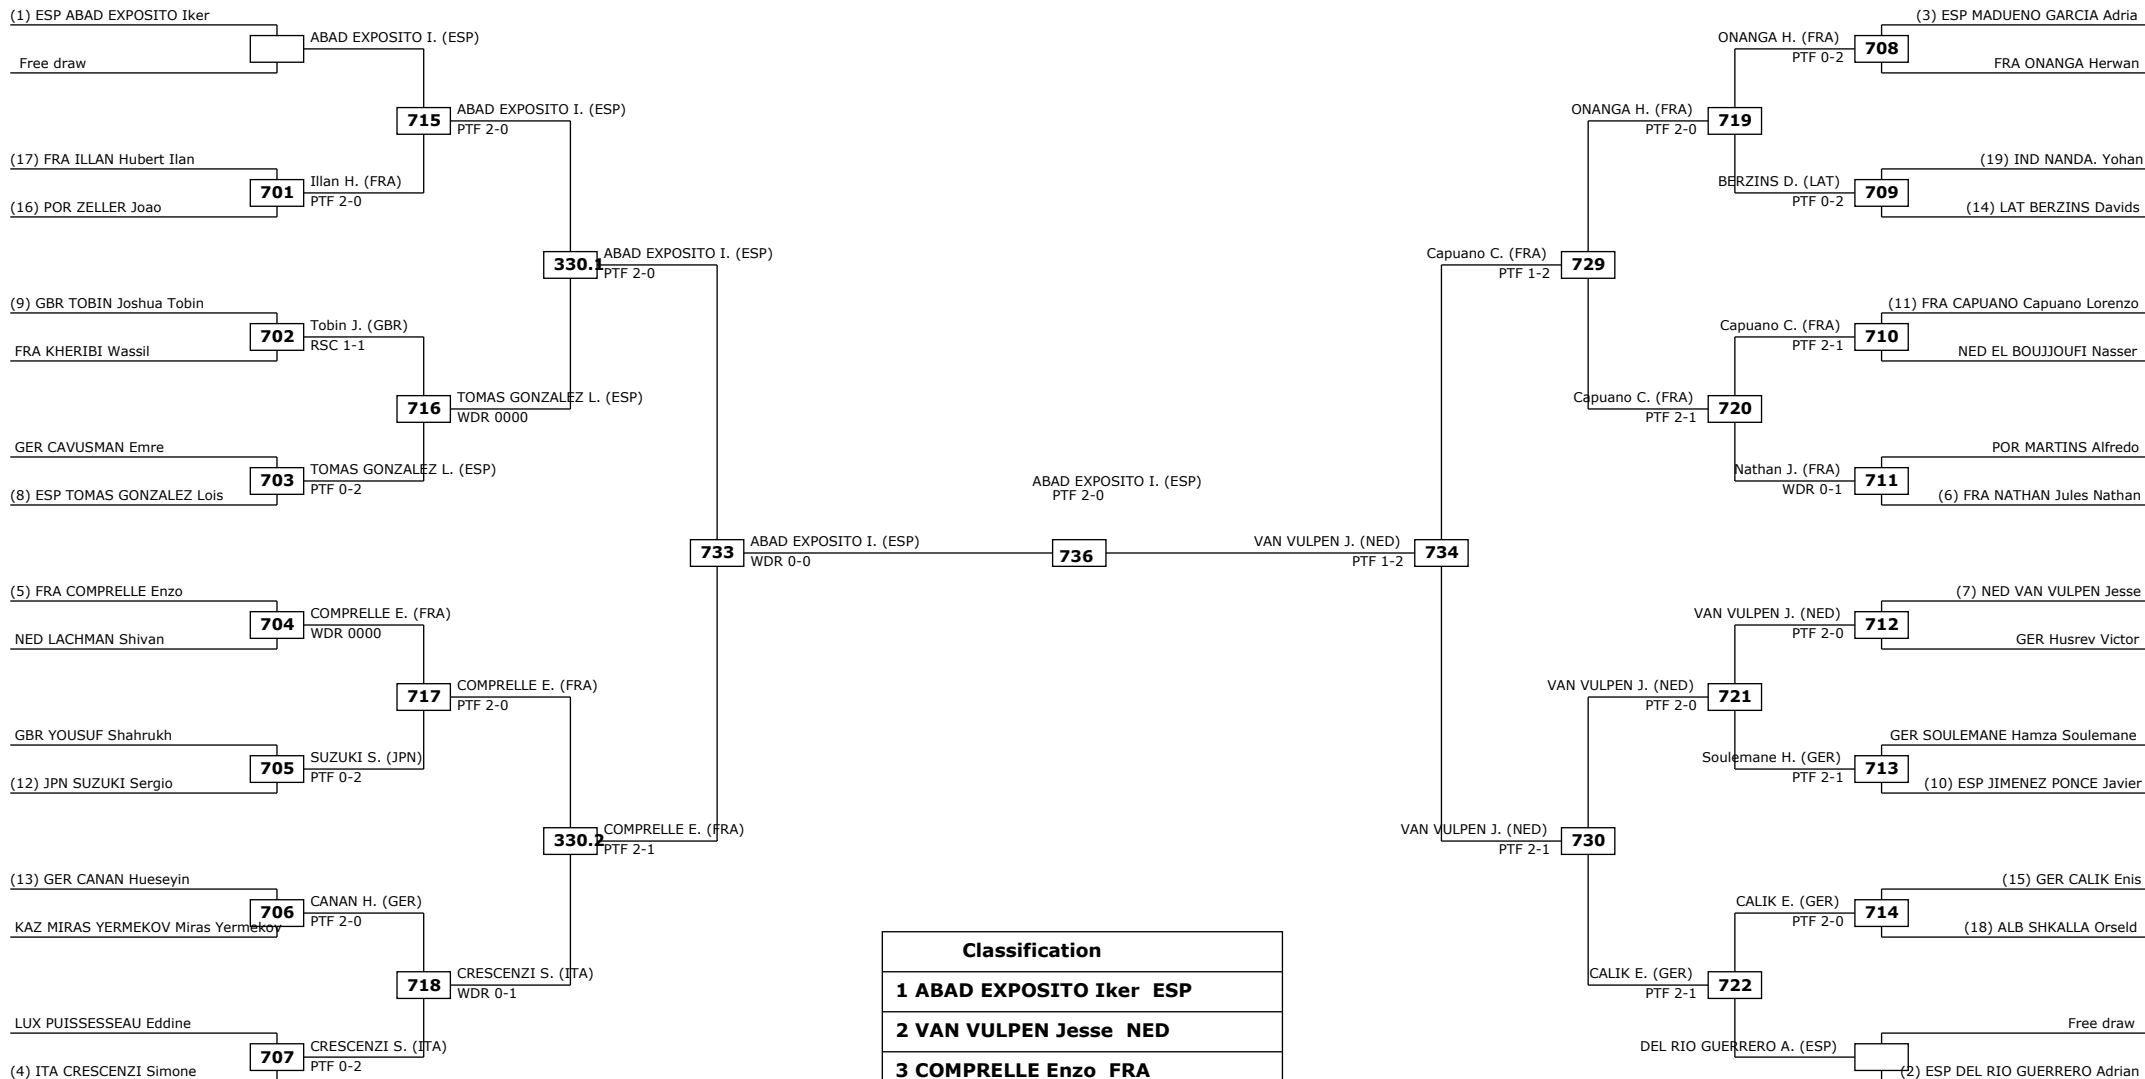 (1) ESP ABAD EXPOSITO Iker
ABAD EXPOSITO I. (ESP)
Free draw
715
ABAD EXPOSITO I. (ESP)
PTF 2-0
(17) FRA ILLAN Hubert Ilan
701
Illan H. (FRA)
PTF 2-0
(16) POR ZELLER Joao
330.1
ABAD EXPOSITO I. (ESP)
PTF 2-0
(9) GBR TOBIN Joshua Tobin
702
Tobin J. (GBR)
RSC 1-1
FRA KHERIBI Wassil
716
TOMAS GONZALEZ L. (ESP)
WDR 0000
GER CAVUSMAN Emre
703
TOMAS GONZALEZ L. (ESP)
PTF 0-2
(8) ESP TOMAS GONZALEZ Lois
733
ABAD EXPOSITO I. (ESP)
WDR 0-0
(5) FRA COMPRELLE Enzo
704
COMPRELLE E. (FRA)
WDR 0000
NED LACHMAN Shivan
717
COMPRELLE E. (FRA)
PTF 2-0
GBR YOUSUF Shahrukh
705
SUZUKI S. (JPN)
PTF 0-2
(12) JPN SUZUKI Sergio
330.2
COMPRELLE E. (FRA)
PTF 2-1
(13) GER CANAN Hueseyin
706
CANAN H. (GER)
PTF 2-0
KAZ MIRAS YERMEKOV Miras Yermekov
718
CRESCENZI S. (ITA)
WDR 0-1
LUX PUISSESSEAU Eddine
707
CRESCENZI S. (ITA)
PTF 0-2
(4) ITA CRESCENZI Simone
ABAD EXPOSITO I. (ESP)
PTF 2-0
736
Classification
1 ABAD EXPOSITO Iker ESP
2 VAN VULPEN Jesse NED
3 COMPRELLE Enzo FRA
(3) ESP MADUENO GARCIA Adria
ONANGA H. (FRA)
PTF 0-2
708
FRA ONANGA Herwan
ONANGA H. (FRA)
PTF 2-0
719
(19) IND NANDA. Yohan
BERZINS D. (LAT)
PTF 0-2
709
(14) LAT BERZINS Davids
Capuano C. (FRA)
PTF 1-2
729
(11) FRA CAPUANO Capuano Lorenzo
Capuano C. (FRA)
PTF 2-1
710
NED EL BOUJJOUFI Nasser
Capuano C. (FRA)
PTF 2-1
720
POR MARTINS Alfredo
Nathan J. (FRA)
WDR 0-1
711
(6) FRA NATHAN Jules Nathan
VAN VULPEN J. (NED)
PTF 1-2
734
(7) NED VAN VULPEN Jesse
VAN VULPEN J. (NED)
PTF 2-0
712
GER Husrev Victor
VAN VULPEN J. (NED)
PTF 2-0
721
GER SOULEMANE Hamza Soulemane
Soulemane H. (GER)
PTF 2-1
713
(10) ESP JIMENEZ PONCE Javier
VAN VULPEN J. (NED)
PTF 2-1
730
(15) GER CALIK Enis
CALIK E. (GER)
PTF 2-0
714
(18) ALB SHKALLA Orseld
CALIK E. (GER)
PTF 2-1
722
Free draw
DEL RIO GUERRERO A. (ESP)
(2) ESP DEL RIO GUERRERO Adrian